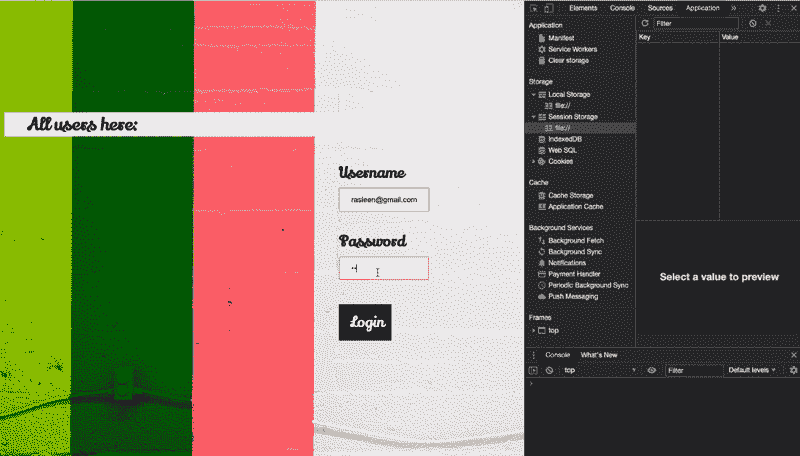 All users here:
Username
rasleen@gmail.com
Password
Login
Elements Console Sources Application »
Application
Manifest
Service Workers
Clear storage
Storage
Local Storage
file://
Session Storage
file://
IndexedDB
Web SQL
Cookies
Cache
Cache Storage
Application Cache
Background Services
Background Fetch
Background Sync
Notifications
Payment Handler
Periodic Background Sync
Push Messaging
Frames
top
Filter
Key Value
Select a value to preview
Console What's New
top Filter Default levels